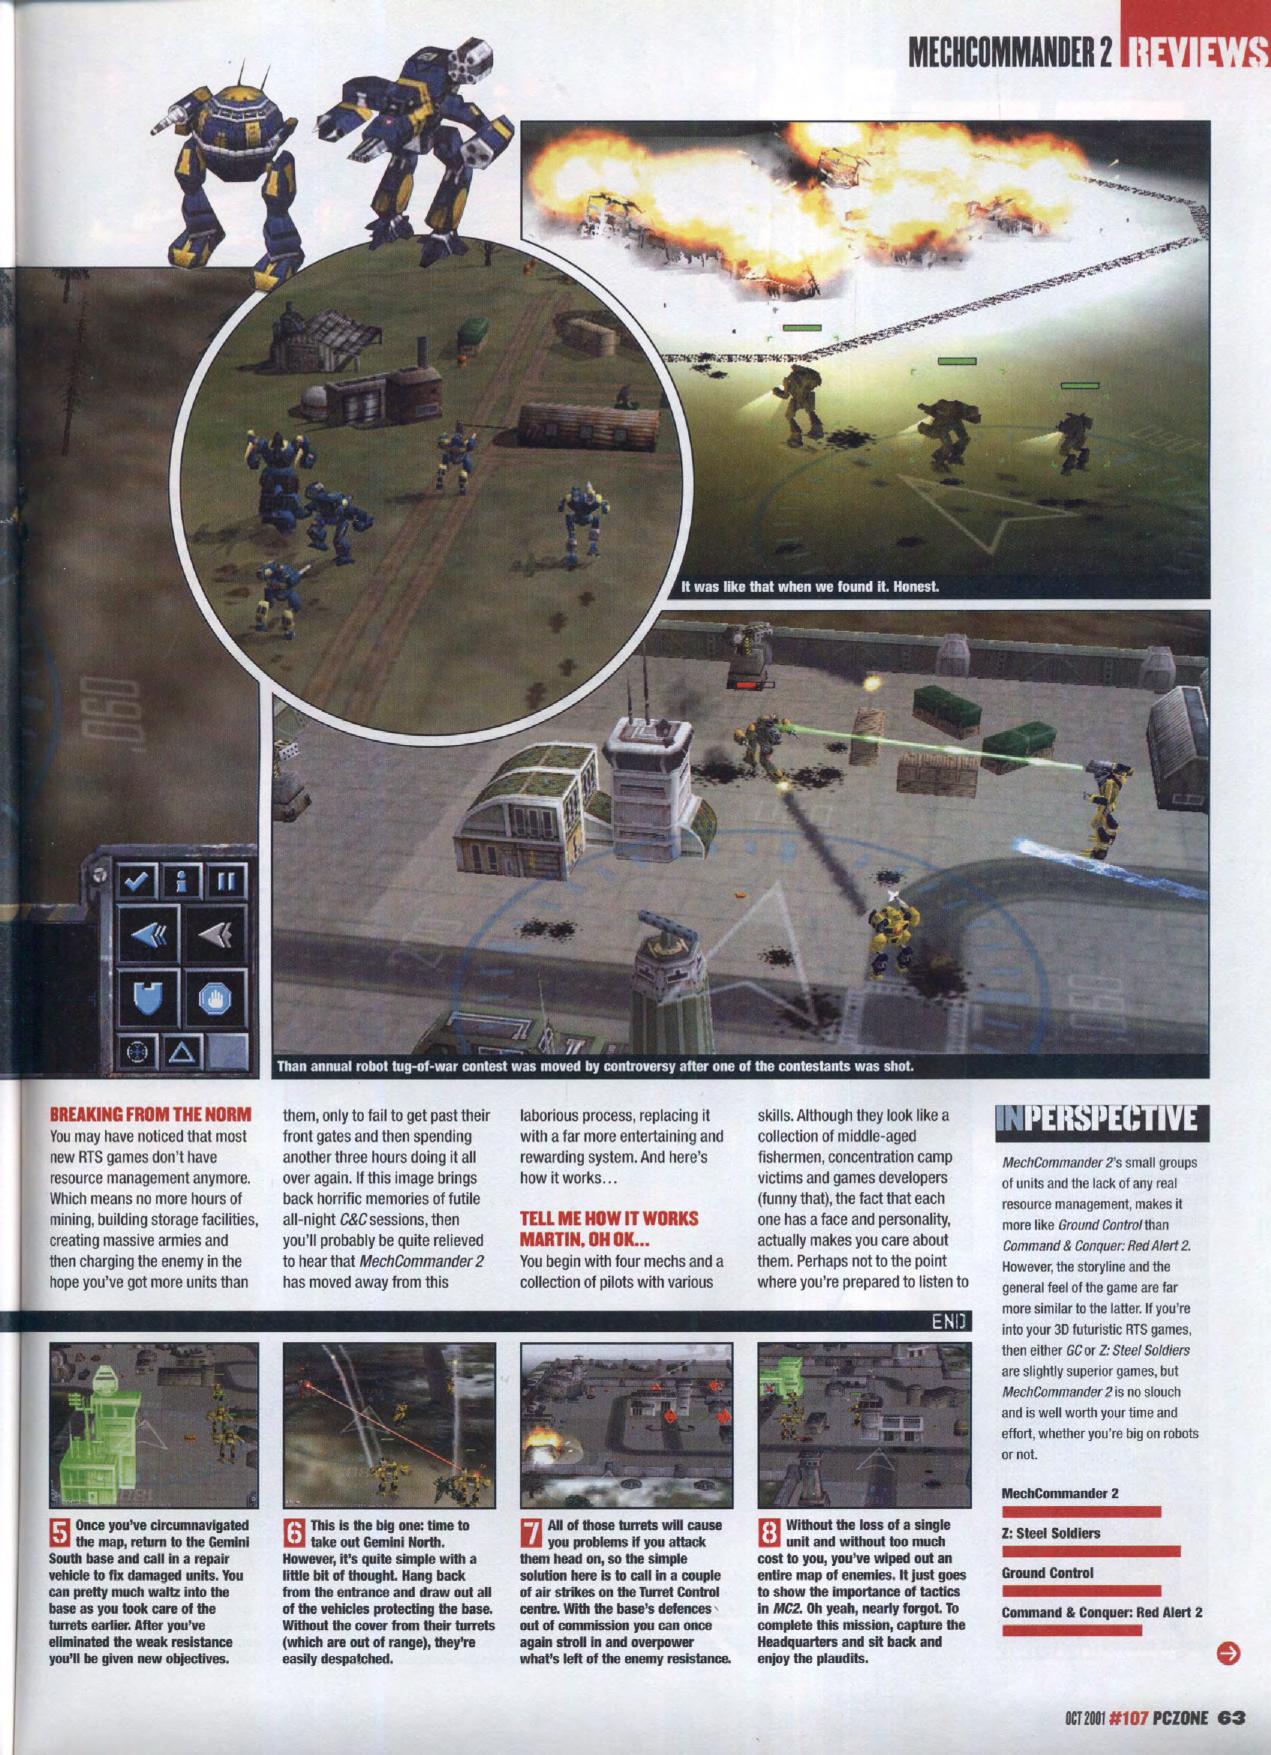 MECHCOMMANDER 2 REVIEWS
It was like that when we found it. Honest.
060
Than annual robot tug-of-war contest was moved by controversy after one of the contestants was shot.
BREAKING FROM THE NORM
You may have noticed that most
new RTS games don't have
resource management anymore.
Which means no more hours of
mining, building storage facilities,
creating massive armies and
then charging the enemy in the
hope you've got more units than
them, only to fail to get past their
front gates and then spending
another three hours doing it all
over again. If this image brings
back horrific memories of futile
all-night C&C sessions, then
you'll probably be quite relieved
to hear that MechCommander 2
has moved away from this
laborious process, replacing it
with a far more entertaining and
rewarding system. And here's
how it works...
TELL ME HOW IT WORKS
MARTIN, OH OK...
You begin with four mechs and a
collection of pilots with various
skills. Although they look like a
collection of middle-aged
fishermen, concentration camp
victims and games developers
(funny that), the fact that each
one has a face and personality,
actually makes you care about
them. Perhaps not to the point
where you're prepared to listen to
INPERSPECTIVE
MechCommander 2's small groups
of units and the lack of any real
resource management, makes it
more like Ground Control than
Command & Conquer: Red Alert 2.
However, the storyline and the
general feel of the game are far
more similar to the latter. If you're
into your 3D futuristic RTS games,
then either GC or Z: Steel Soldiers
are slightly superior games, but
MechCommander 2 is no slouch
and is well worth your time and
effort, whether you're big on robots
or not.
MechCommander 2
Z: Steel Soldiers
Ground Control
Command & Conquer: Red Alert 2
END
5 Once you've circumnavigated
the map, return to the Gemini
South base and call in a repair
vehicle to fix damaged units. You
can pretty much waltz into the
base as you took care of the
turrets earlier. After you've
eliminated the weak resistance
you'll be given new objectives.
6 This is the big one: time to
take out Gemini North.
However, it's quite simple with a
little bit of thought. Hang back
from the entrance and draw out all
of the vehicles protecting the base.
Without the cover from their turrets
(which are out of range), they're
easily despatched.
7 All of those turrets will cause
you problems if you attack
them head on, so the simple
solution here is to call in a couple
of air strikes on the Turret Control
centre. With the base's defences
out of commission you can once
again stroll in and overpower
what's left of the enemy resistance.
8 Without the loss of a single
unit and without too much
cost to you, you've wiped out an
entire map of enemies. It just goes
to show the importance of tactics
in MC2. Oh yeah, nearly forgot. To
complete this mission, capture the
Headquarters and sit back and
enjoy the plaudits.
OCT 2001 #107 PCZONE 63